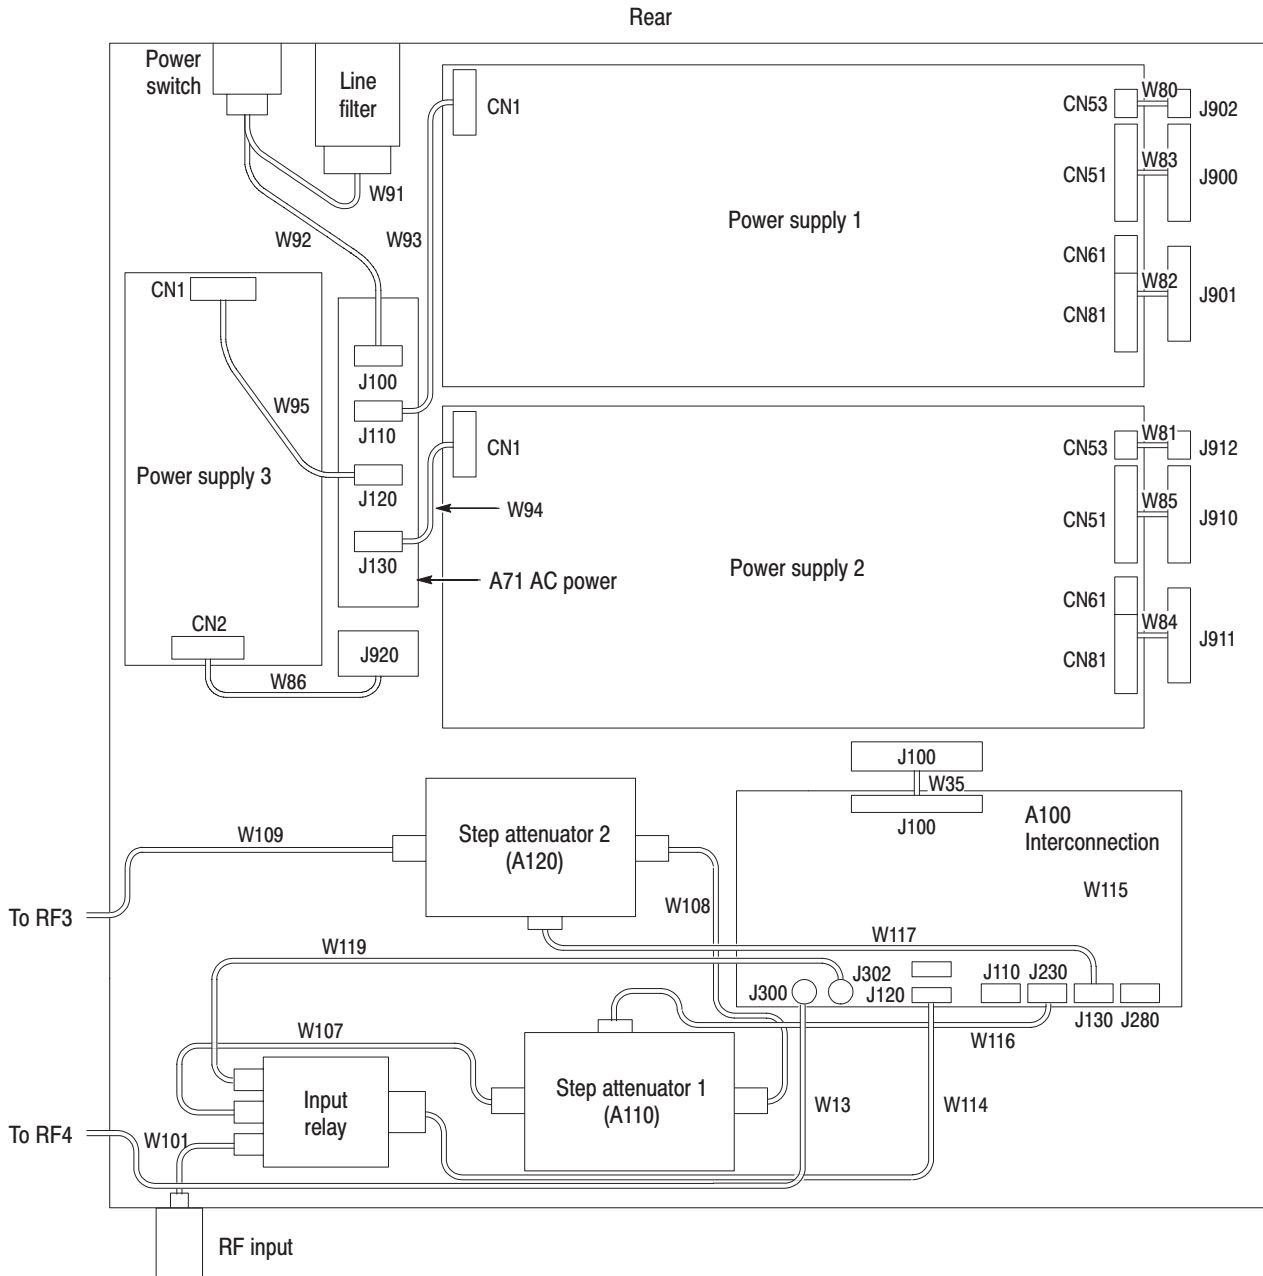 Rear
Power
switch
Line
filter
CN1
CN53
W80
J902
W91
CN51
W83
J900
Power supply 1
W92
W93
CN61
W82
J901
CN81
CN1
J100
W95
J110
CN1
CN53
W81
J912
Power supply 3
J120
W94
CN51
W85
J910
J130
A71 AC power
Power supply 2
CN61
W84
J911
CN81
CN2
J920
W86
J100
W35
J100
A100
Interconnection
W109
Step attenuator 2
(A120)
W115
To RF3
W108
W117
W119
J302
J110
J230
J300
J120
J130
J280
W107
W116
Step attenuator 1
(A110)
Input
relay
W13
W114
To RF4
W101
RF input